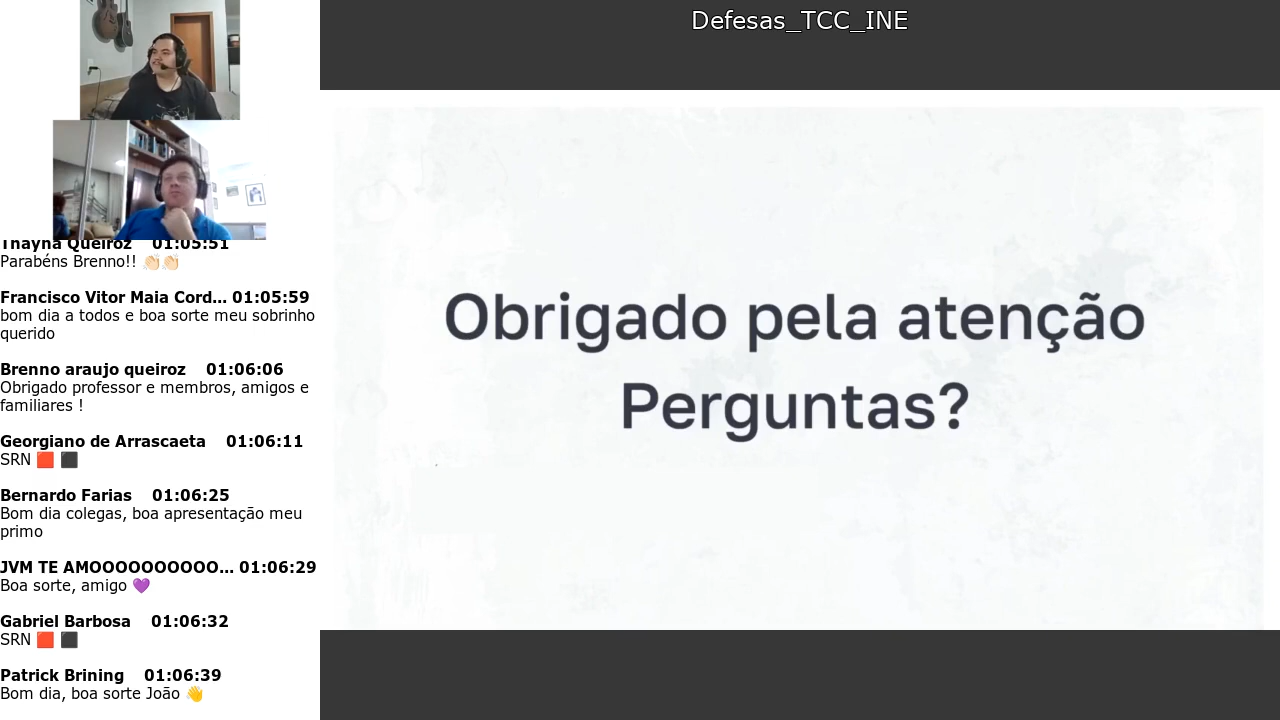 Defesas_TCC_INE
Thayna Queiroz 01:05:51
Parabéns Brenno!! 👏🏻👏🏻
Francisco Vitor Maia Cord... 01:05:59
bom dia a todos e boa sorte meu sobrinho
querido
Brenno araujo queiroz 01:06:06
Obrigado professor e membros, amigos e
familiares !
Georgiano de Arrascaeta 01:06:11
SRN 🟥 ⬛
Bernardo Farias 01:06:25
Bom dia colegas, boa apresentação meu
primo
JVM TE AMOOOOOOOOOO... 01:06:29
Boa sorte, amigo 💜
Gabriel Barbosa 01:06:32
SRN 🟥 ⬛
Patrick Brining 01:06:39
Bom dia, boa sorte João 👋
Obrigado pela atenção
Perguntas?